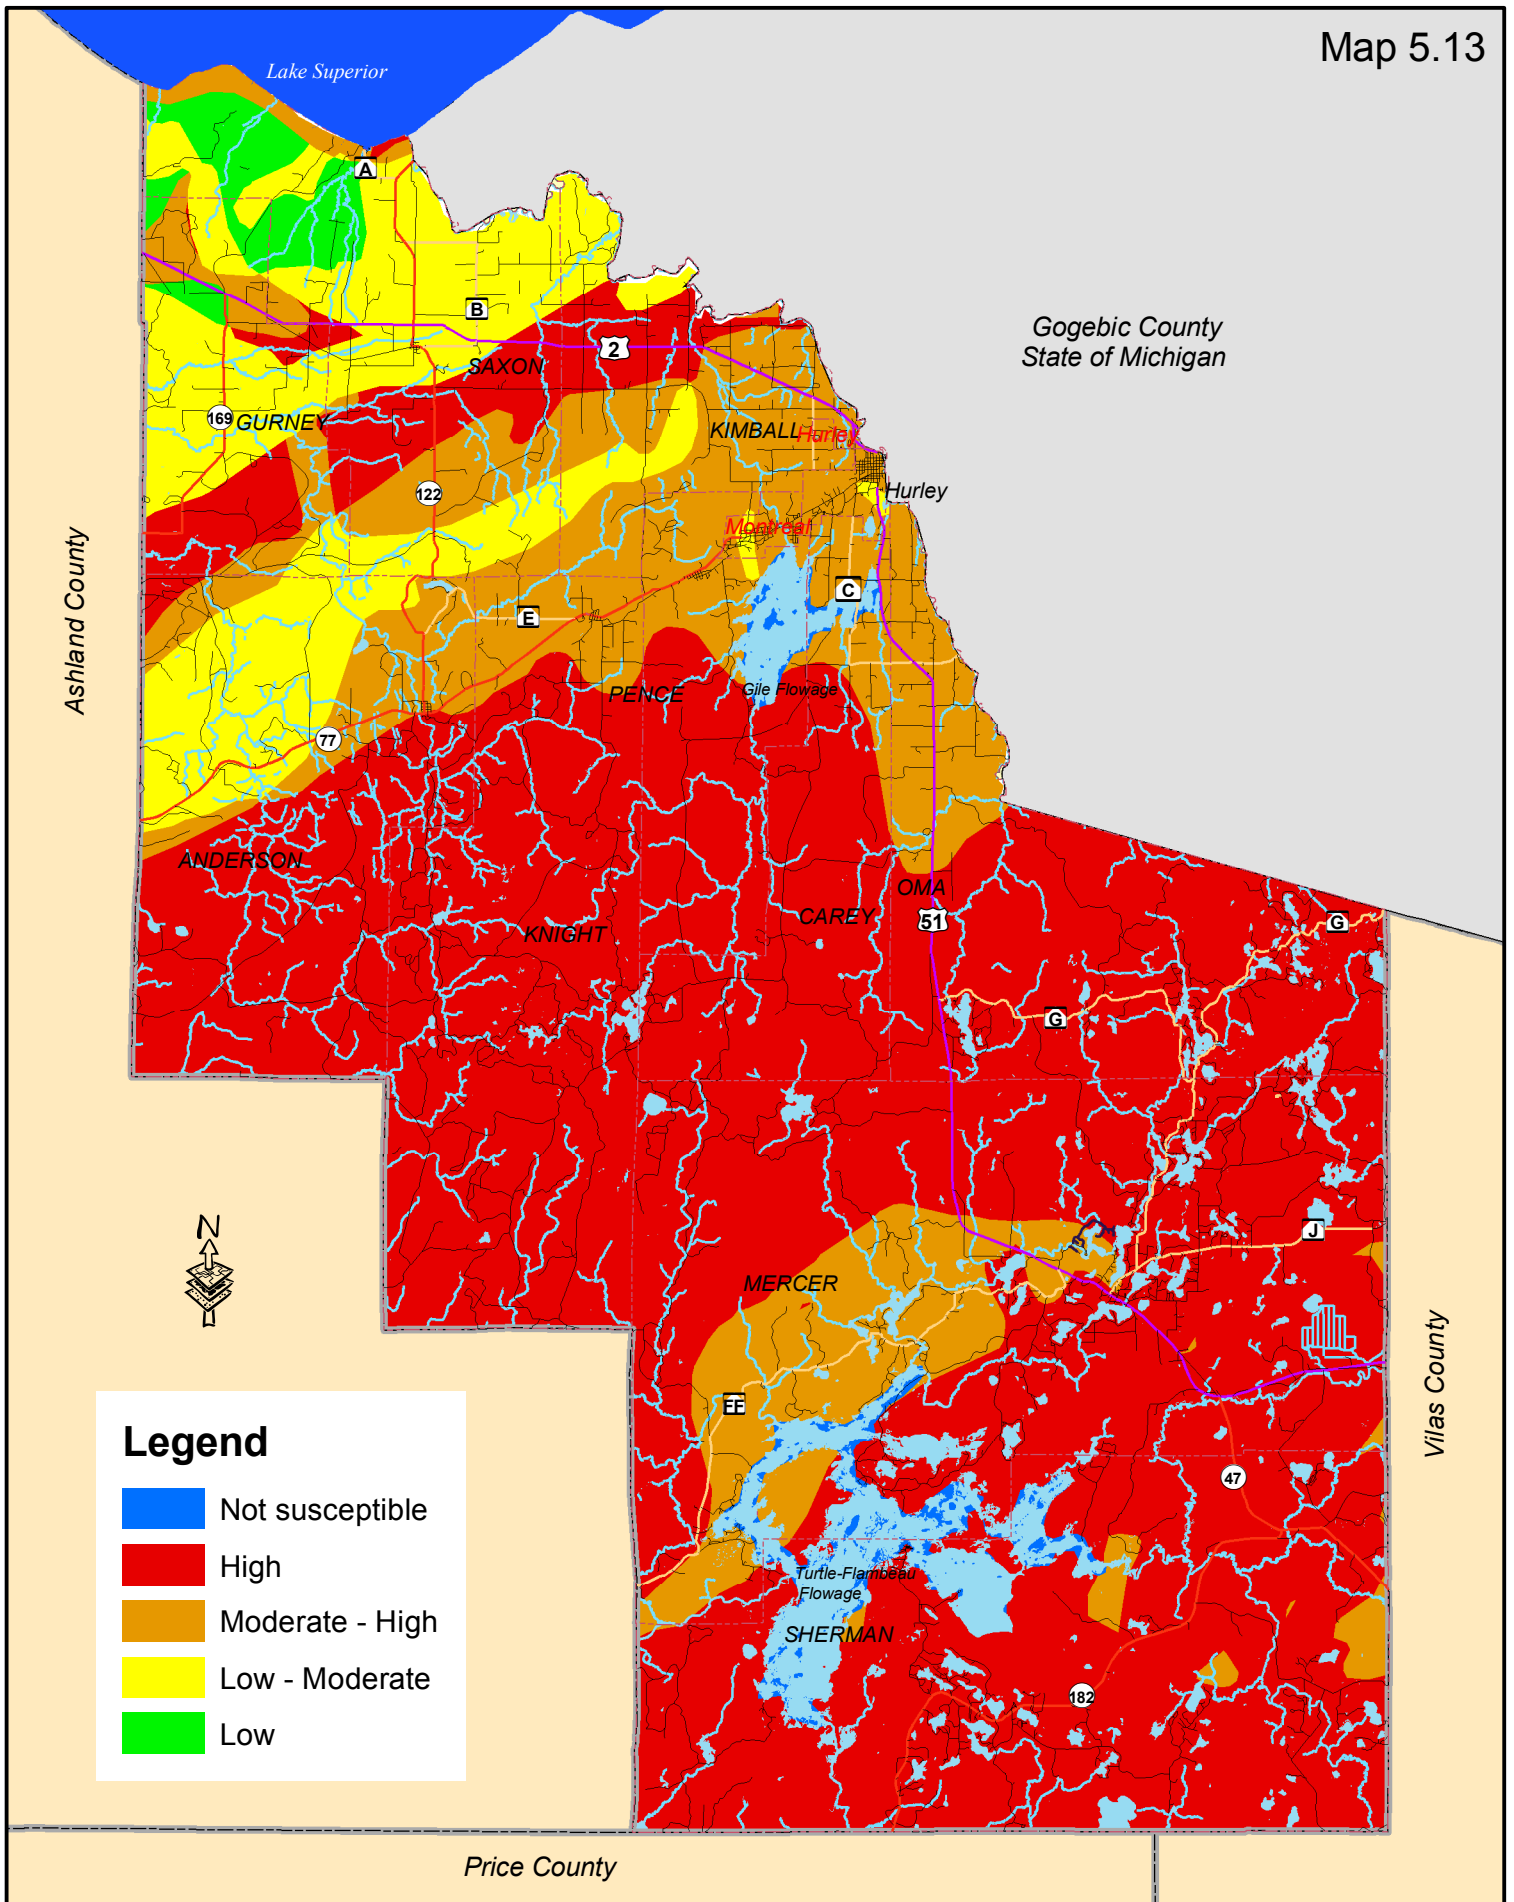 Map 5.13
Lake Superior
A
Gogebic County
State of Michigan
B
2
SAXON
169
GURNEY
KIMBALL
Hurley
122
Hurley
Montreal
Ashland County
C
E
PENCE
Gile Flowage
77
ANDERSON
OMA
CAREY
51
KNIGHT
G
G
N
J
MERCER
Vilas County
FF
Legend
Not susceptible
High
Moderate - High
Low - Moderate
Low
47
Turtle-Flambeau
Flowage
SHERMAN
182
Price County